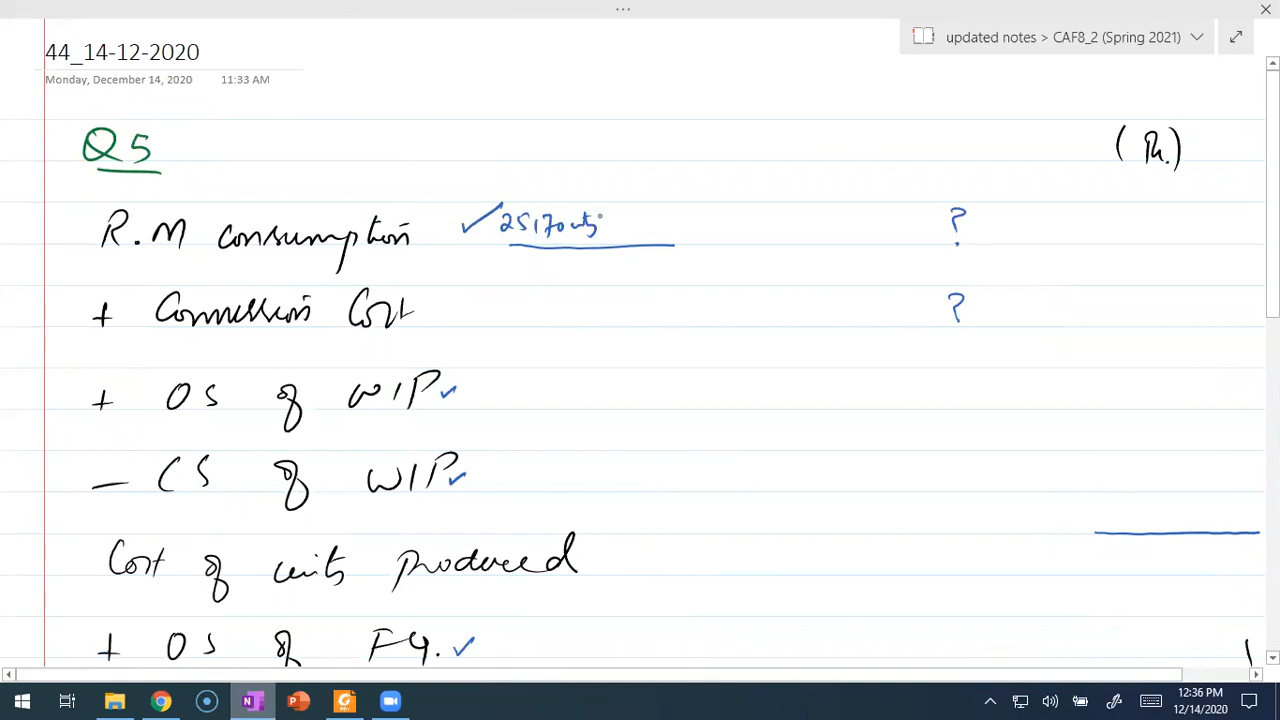 updated notes > CAF8_2 (Spring 2021)
44_14-12-2020
Monday, December 14, 2020 11:33 AM
Q5
(Rs.)
R.M consumption ✓ 25170 units ?
+ Conversion Cost ?
+ OS of WIP ✓
- CS of WIP ✓
Cost of units produced
+ OS of FG. ✓
12:36 PM
12/14/2020